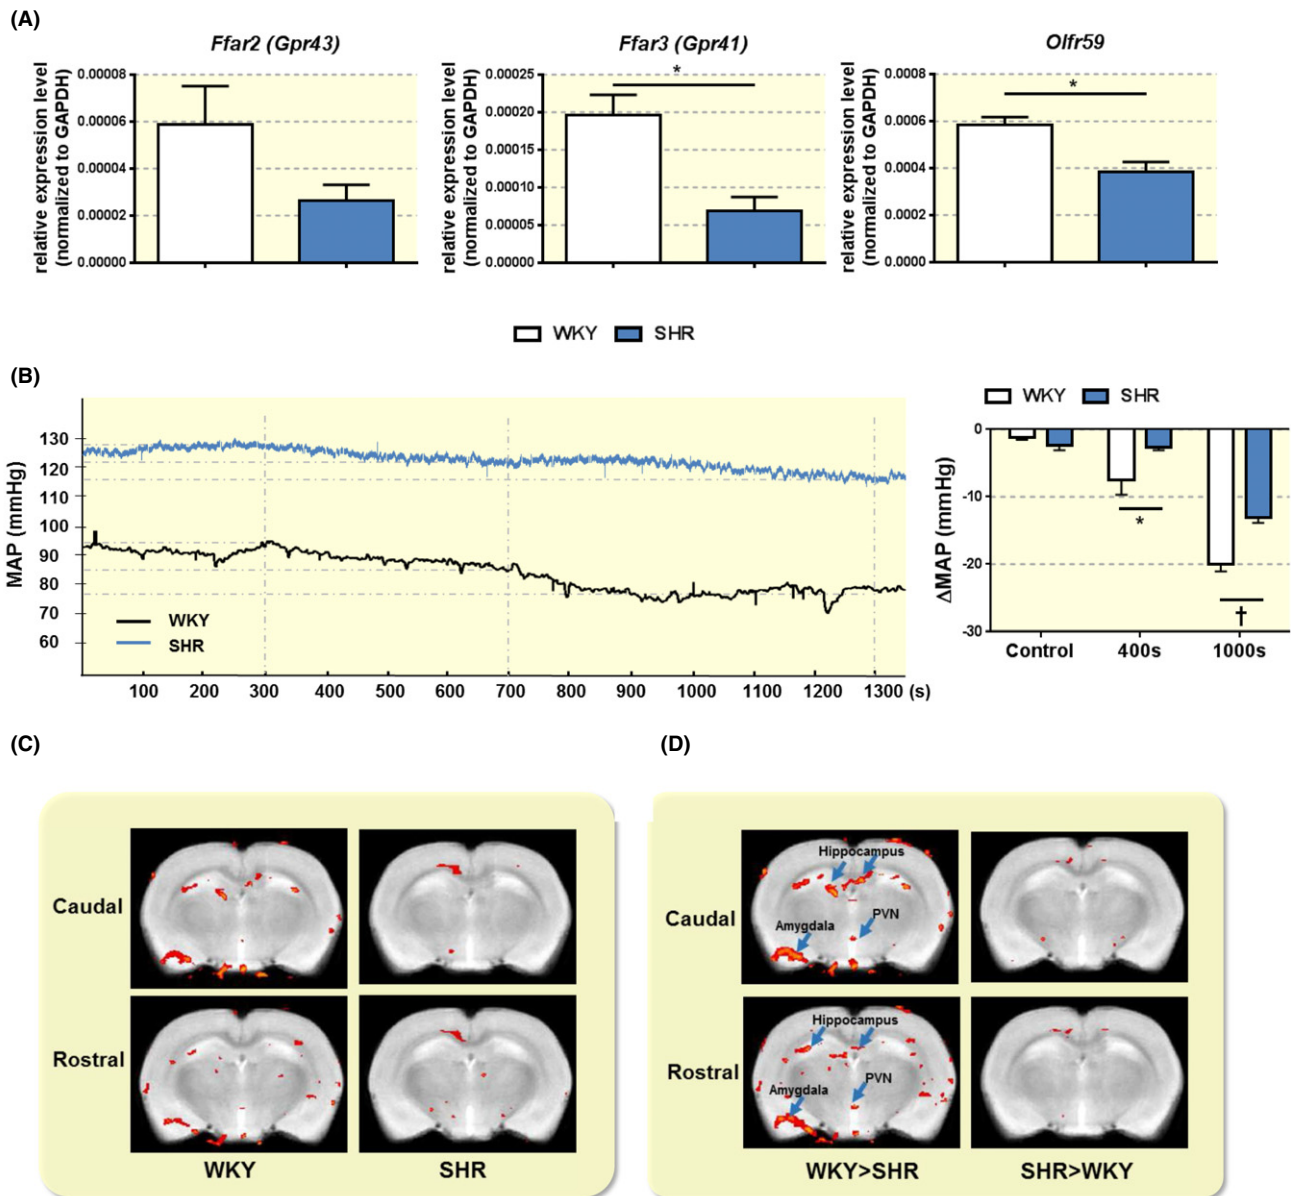 (A)
Ffar2 (Gpr43)
relative expression level
(normalized to GAPDH)
0.00008
0.00006
0.00004
0.00002
0.00000
Ffar3 (Gpr41)
relative expression level
(normalized to GAPDH)
0.00025
0.00020
0.00015
0.00010
0.00005
0.00000
*
Olfr59
relative expression level
(normalized to GAPDH)
0.0008
0.0006
0.0004
0.0002
0.0000
*
WKY SHR
(B)
MAP (mmHg)
130
120
110
100
90
80
70
60
WKY
SHR
100 200 300 400 500 600 700 800 900 1000 1100 1200 1300 (s)
WKY SHR
ΔMAP (mmHg)
0
-10
-20
-30
*
†
Control 400s 1000s
(C)
Caudal
Rostral
WKY SHR
(D)
Caudal
Hippocampus
PVN
Amygdala
Rostral
Hippocampus
PVN
Amygdala
WKY>SHR SHR>WKY